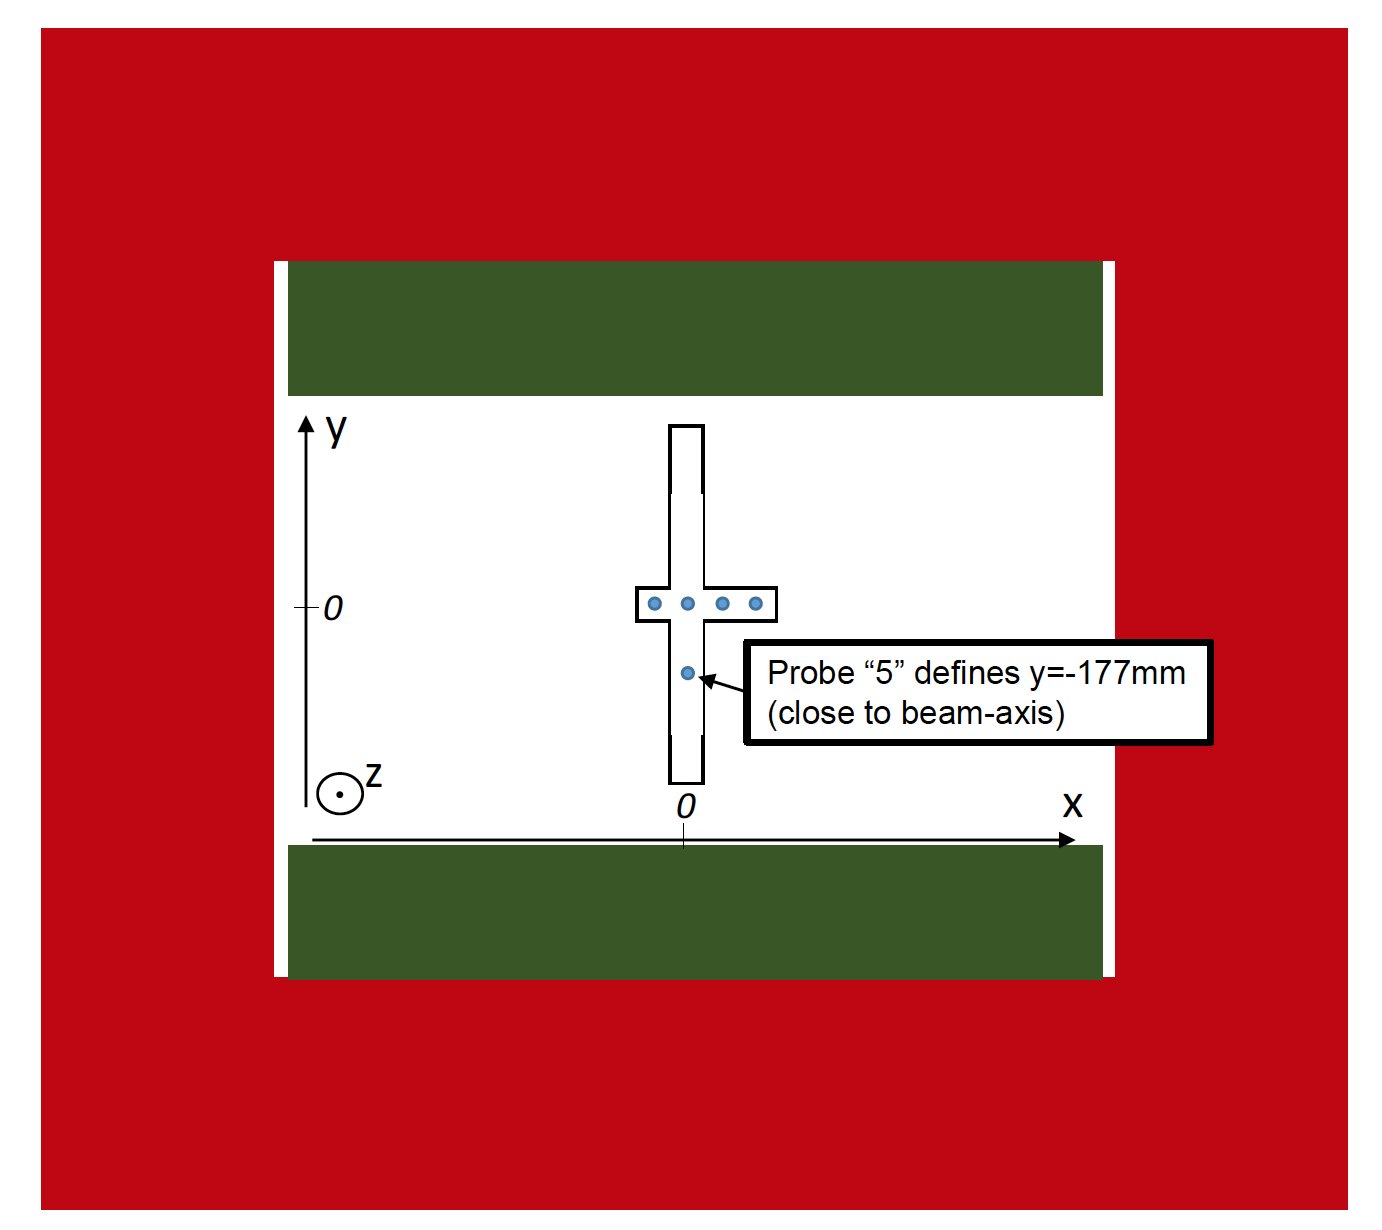 y
0
Probe “5” defines y=-177mm
(close to beam-axis)
z
0
x